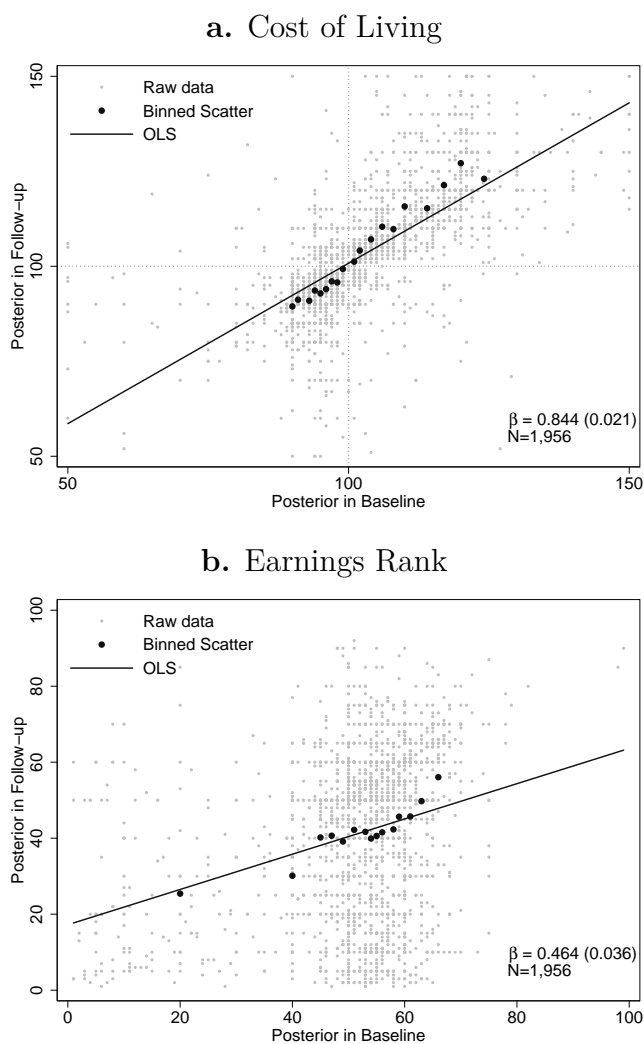 a. Cost of Living
150
Raw data
Binned Scatter
OLS
Posterior in Follow-up
100
β = 0.844 (0.021)
N=1,956
50
50
100
150
Posterior in Baseline
b. Earnings Rank
100
Raw data
Binned Scatter
OLS
80
60
Posterior in Follow-up
40
20
β = 0.464 (0.036)
N=1,956
0
0
20
40
60
80
100
Posterior in Baseline